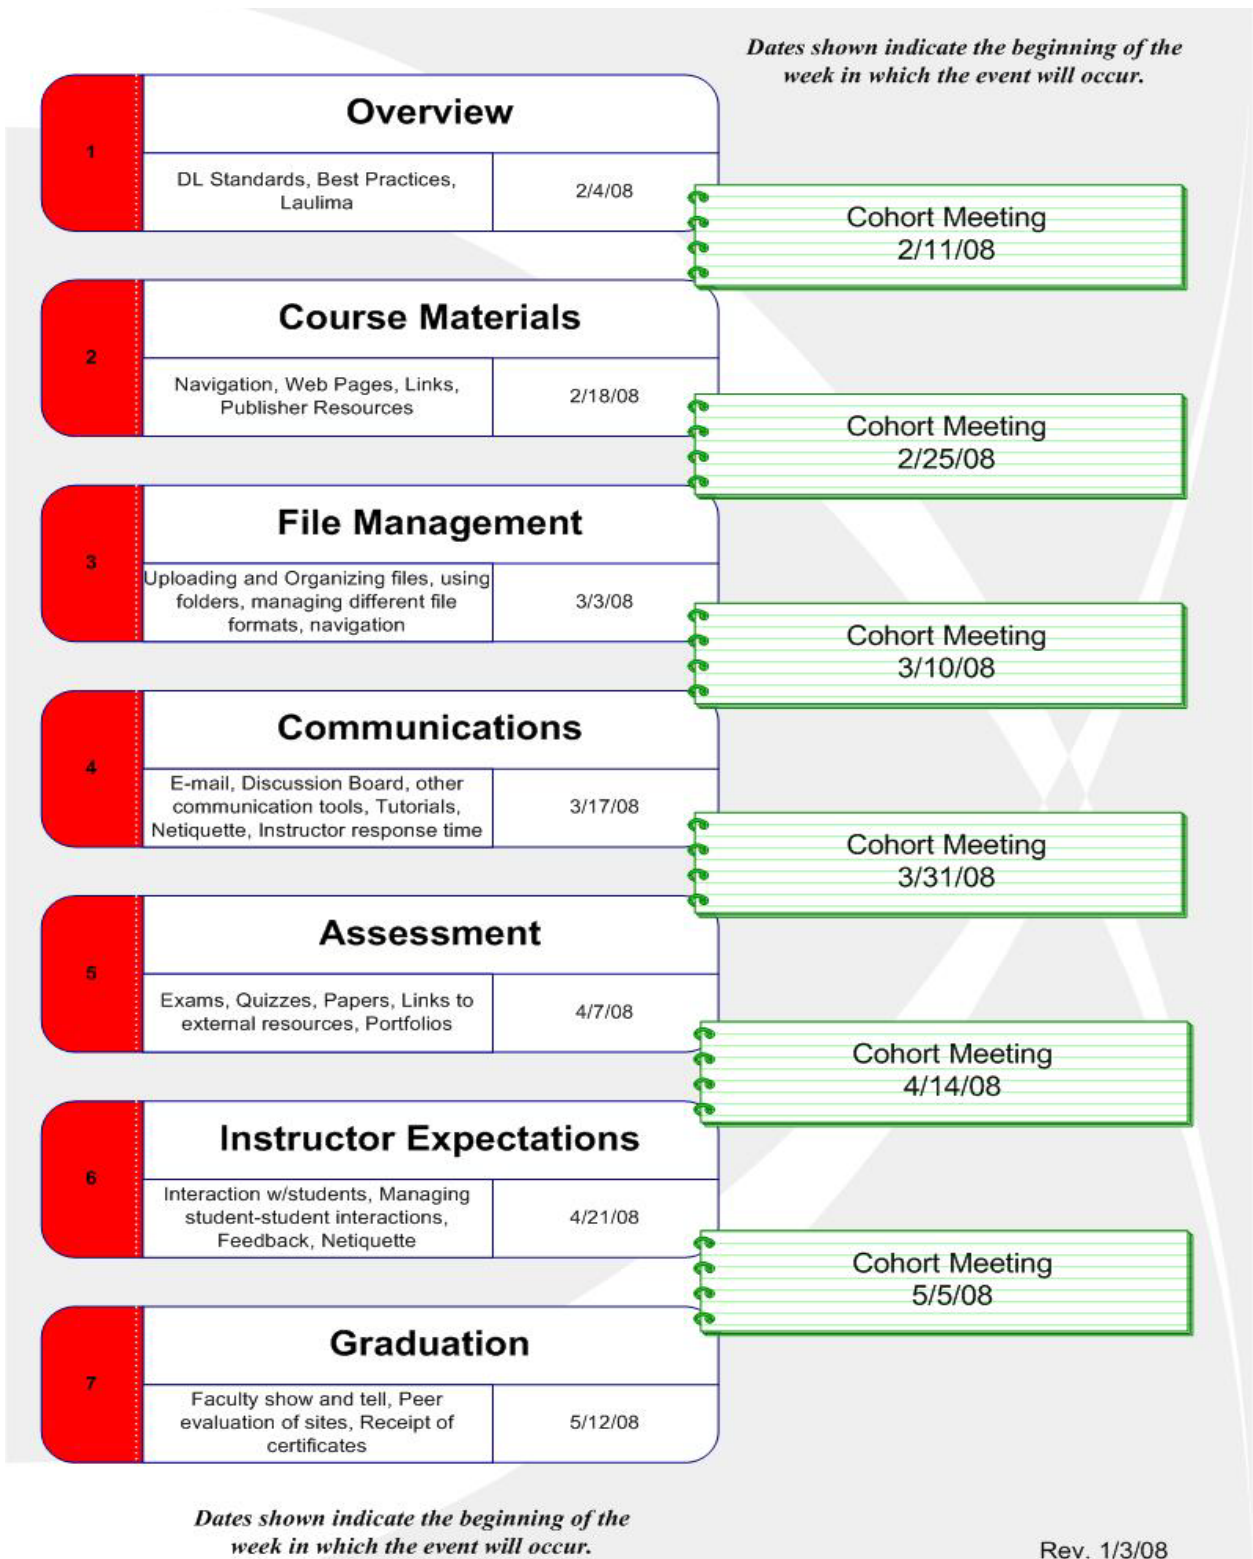 Dates shown indicate the beginning of the
week in which the event will occur.
1
Overview
DL Standards, Best Practices,
Laulima
2/4/08
Cohort Meeting
2/11/08
2
Course Materials
Navigation, Web Pages, Links,
Publisher Resources
2/18/08
Cohort Meeting
2/25/08
3
File Management
Uploading and Organizing files, using
folders, managing different file
formats, navigation
3/3/08
Cohort Meeting
3/10/08
4
Communications
E-mail, Discussion Board, other
communication tools, Tutorials,
Netiquette, Instructor response time
3/17/08
Cohort Meeting
3/31/08
5
Assessment
Exams, Quizzes, Papers, Links to
external resources, Portfolios
4/7/08
Cohort Meeting
4/14/08
6
Instructor Expectations
Interaction w/students, Managing
student-student interactions,
Feedback, Netiquette
4/21/08
Cohort Meeting
5/5/08
7
Graduation
Faculty show and tell, Peer
evaluation of sites, Receipt of
certificates
5/12/08
Dates shown indicate the beginning of the
week in which the event will occur.
Rev. 1/3/08